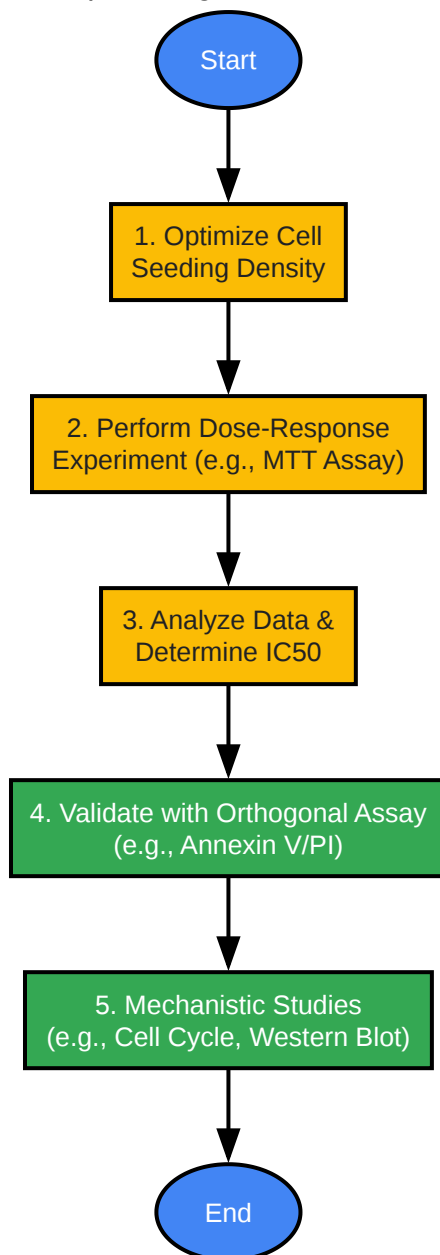 Start
1. Optimize Cell
Seeding Density
2. Perform Dose-Response
Experiment (e.g., MTT Assay)
3. Analyze Data &
Determine IC50
4. Validate with Orthogonal Assay
(e.g., Annexin V/PI)
5. Mechanistic Studies
(e.g., Cell Cycle, Western Blot)
End